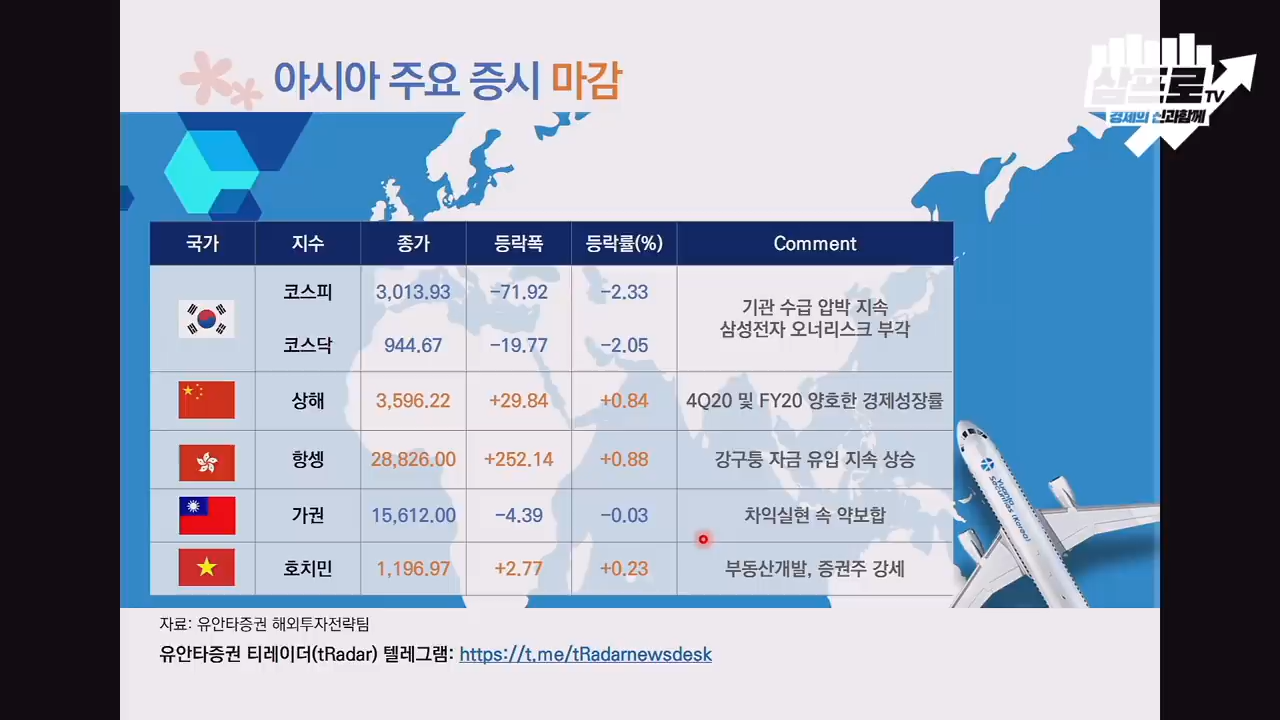 아시아 주요 증시 마감
삼프로TV
경제의 신과함께
국가 지수 종가 등락폭 등락률(%) Comment
코스피 3,013.93 -71.92 -2.33
기관 수급 압박 지속
삼성전자 오너리스크 부각
코스닥 944.67 -19.77 -2.05
상해 3,596.22 +29.84 +0.84 4Q20 및 FY20 양호한 경제성장률
항셍 28,826.00 +252.14 +0.88 강구퉁 자금 유입 지속 상승
가권 15,612.00 -4.39 -0.03 차익실현 속 약보합
호치민 1,196.97 +2.77 +0.23 부동산개발, 증권주 강세
Yuanta
Securities (Korea)
자료: 유안타증권 해외투자전략팀
유안타증권 티레이더(tRadar) 텔레그램: https://t.me/tRadarnewsdesk